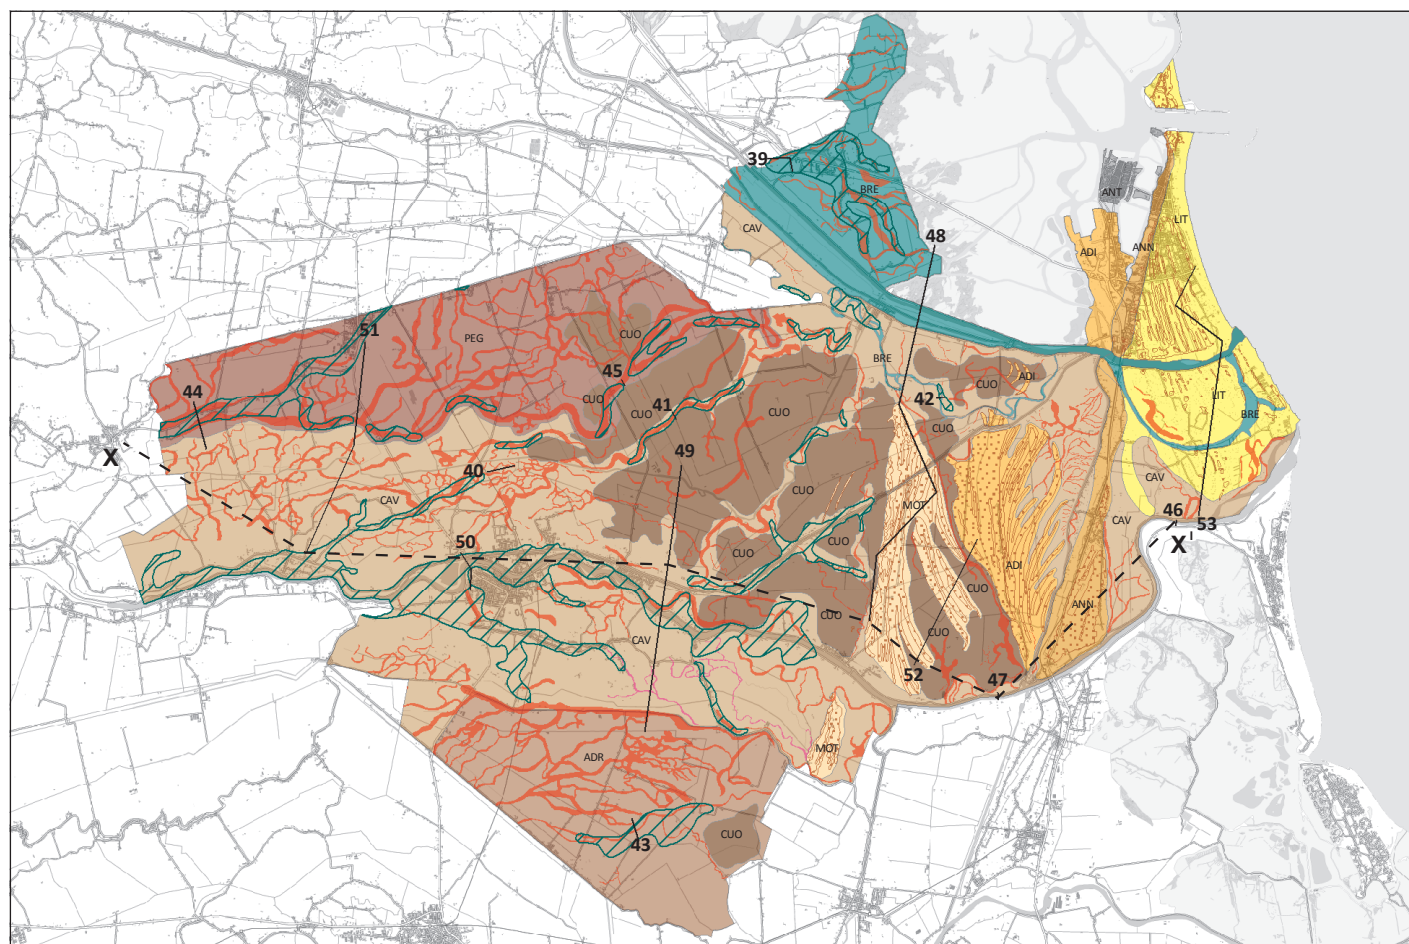 39
BRE
ANT
CAV
48
LIT
ANN
ADI
51
PEG
CUO
BRE
44
45
CUO
41
CUO
CUO
42
CUO
ADI
LIT
BRE
CUO
X
40
49
CAV
CUO
MOT
CAV
46
53
CAV
X I
50
CUO
CUO
ADI
CUO
ANN
CUO
CAV
CUO
52
47
MOT
ADR
43
CUO